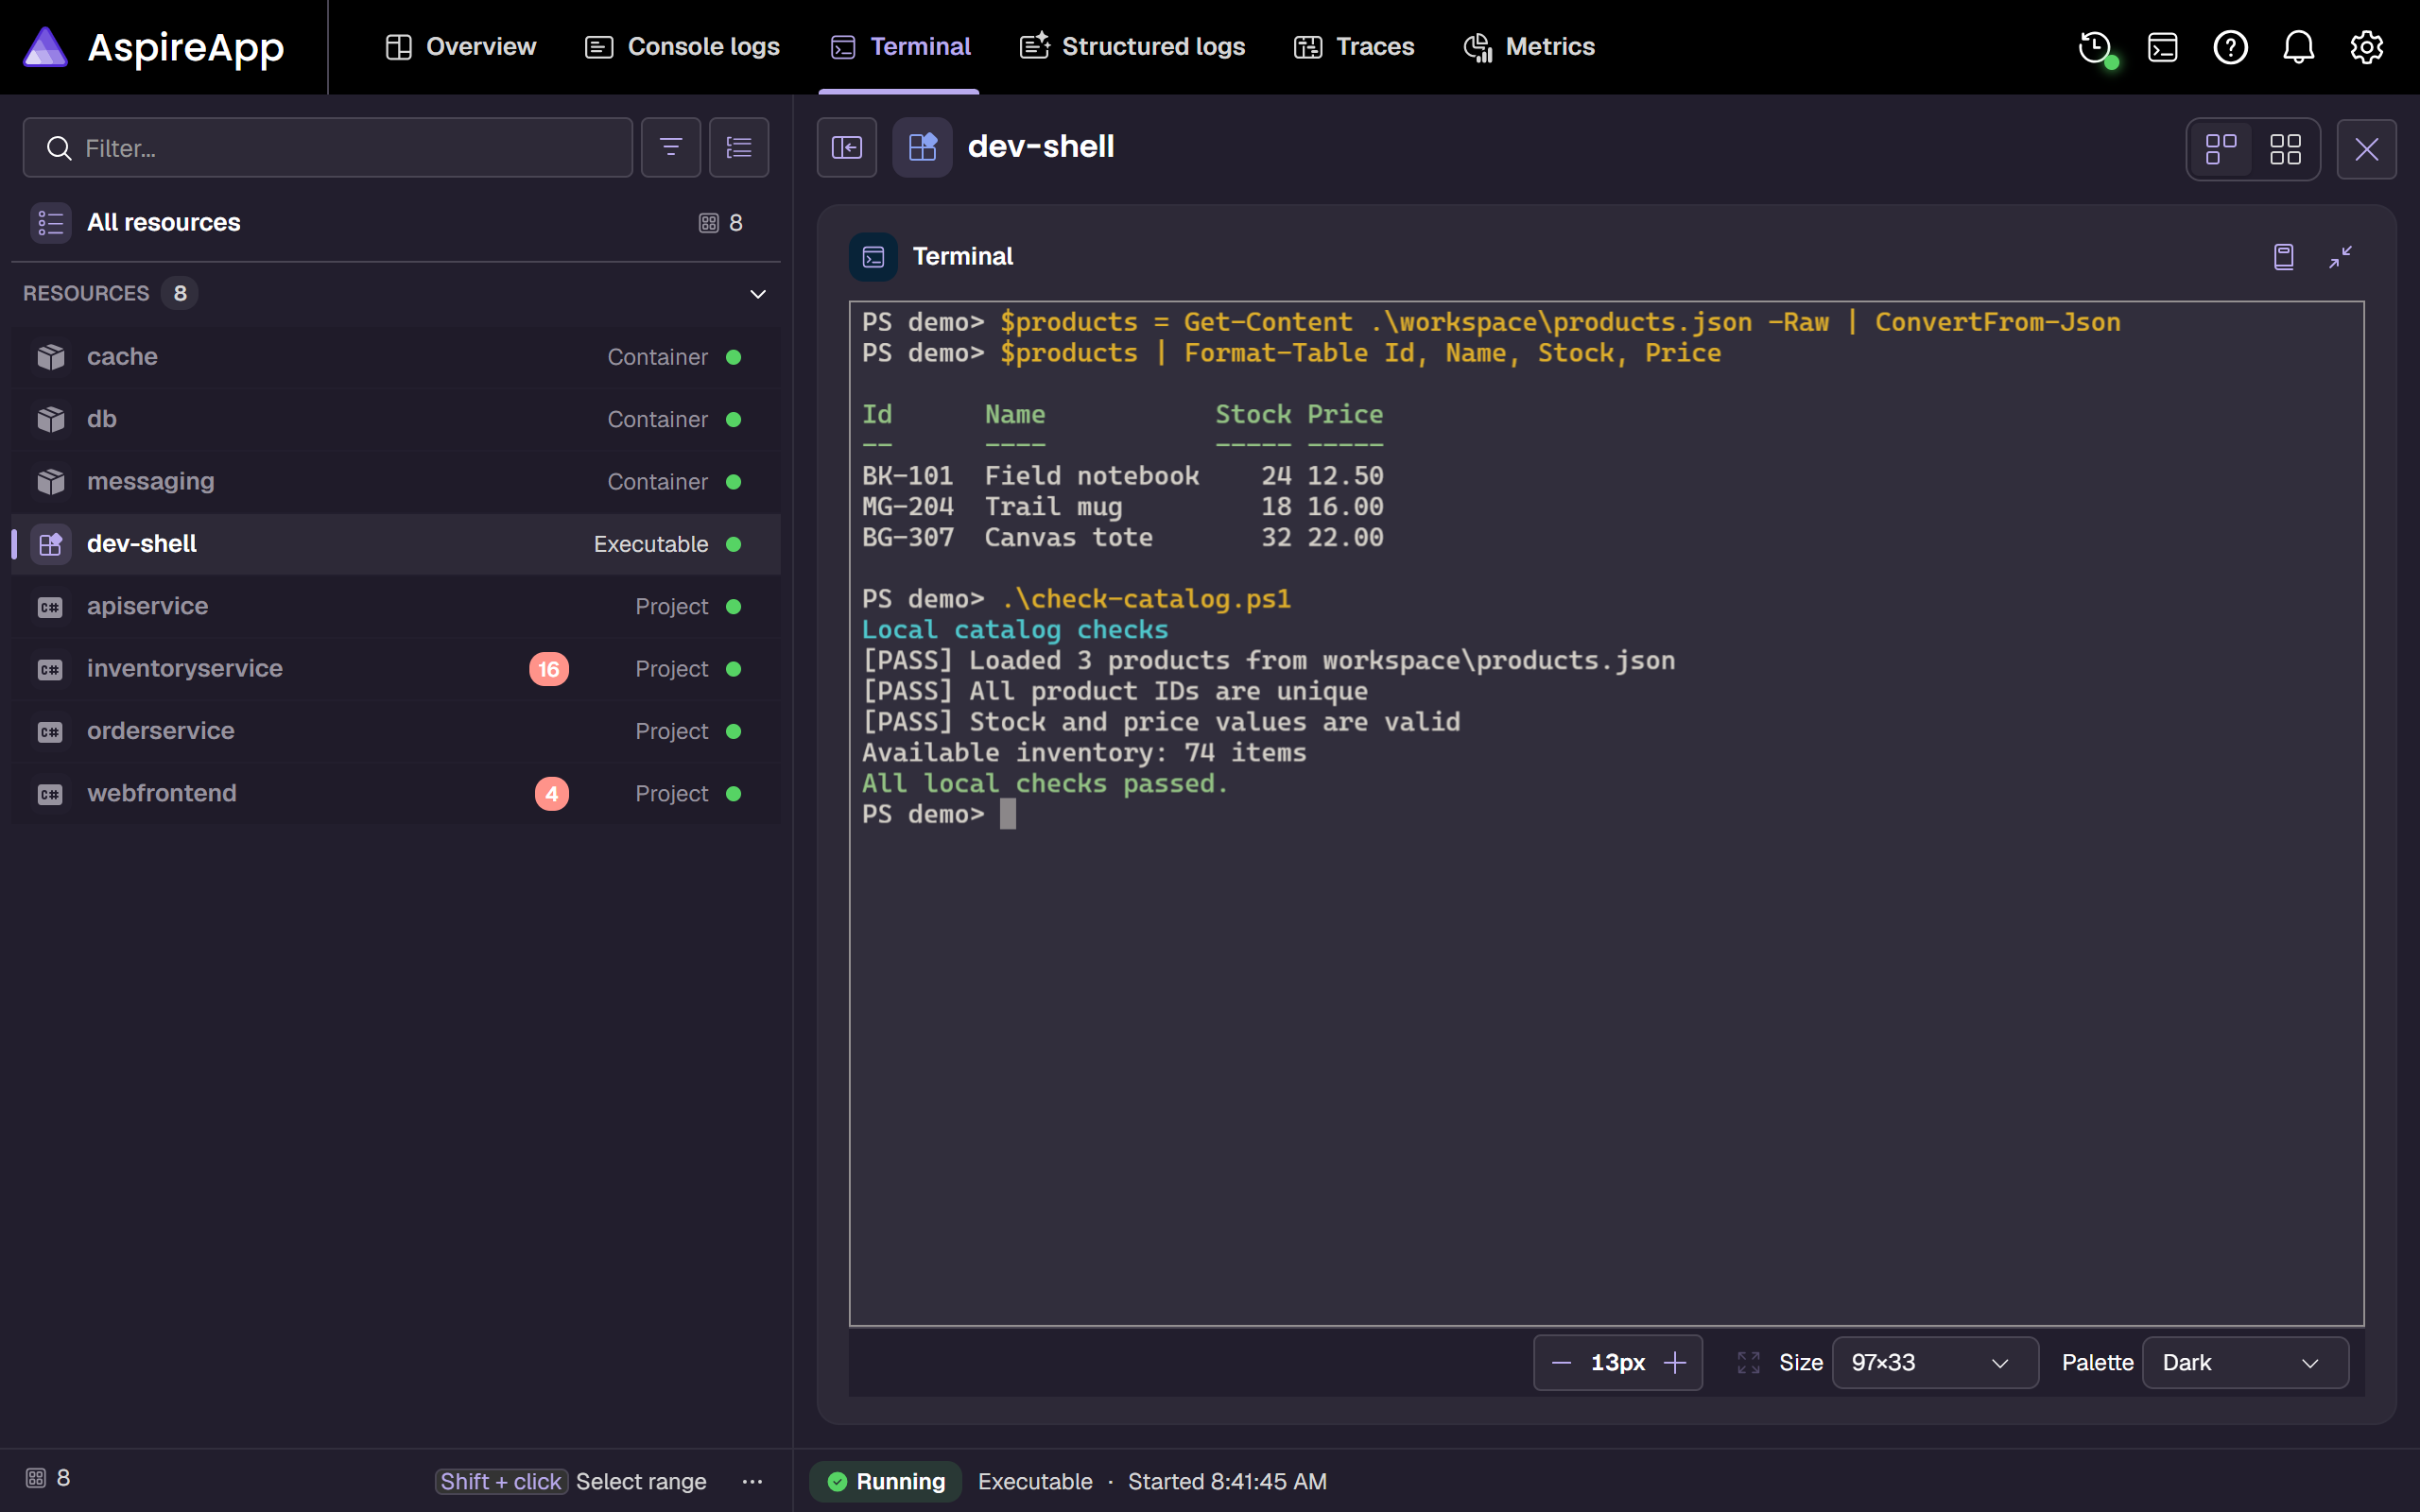 AspireApp
Overview
Console logs
Terminal
Structured logs
Traces
Metrics
Filter...
All resources
8
RESOURCES 8
cache Container
db Container
messaging Container
dev-shell Executable
C# apiservice Project
C# inventoryservice 16 Project
C# orderservice Project
C# webfrontend 4 Project
8
Shift + click Select range
dev-shell
Terminal
PS demo> $products = Get-Content .\workspace\products.json -Raw | ConvertFrom-Json
PS demo> $products | Format-Table Id, Name, Stock, Price
Id Name Stock Price
-- ---- ----- -----
BK-101 Field notebook 24 12.50
MG-204 Trail mug 18 16.00
BG-307 Canvas tote 32 22.00
PS demo> .\check-catalog.ps1
Local catalog checks
[PASS] Loaded 3 products from workspace\products.json
[PASS] All product IDs are unique
[PASS] Stock and price values are valid
Available inventory: 74 items
All local checks passed.
PS demo>
13px
Size 97×33
Palette Dark
Running Executable · Started 8:41:45 AM